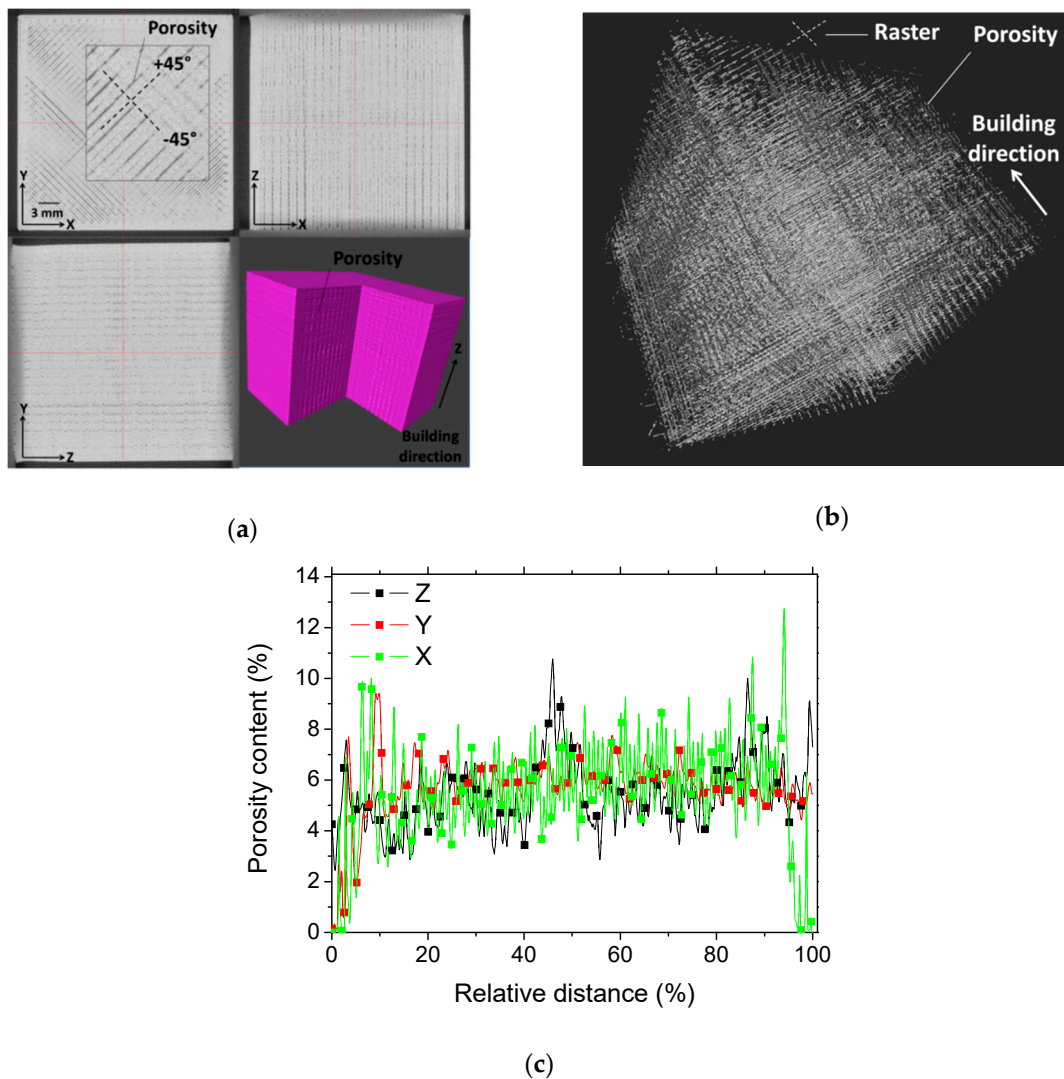 Porosity
+45°
-45°
Y
3 mm
X
Z
X
Y
Z
Porosity
Z
Building
direction
(a)
Raster
Porosity
Building
direction
(b)
14
12
10
8
6
4
2
0
Porosity content (%)
Z
Y
X
0 20 40 60 80 100
Relative distance (%)
(c)